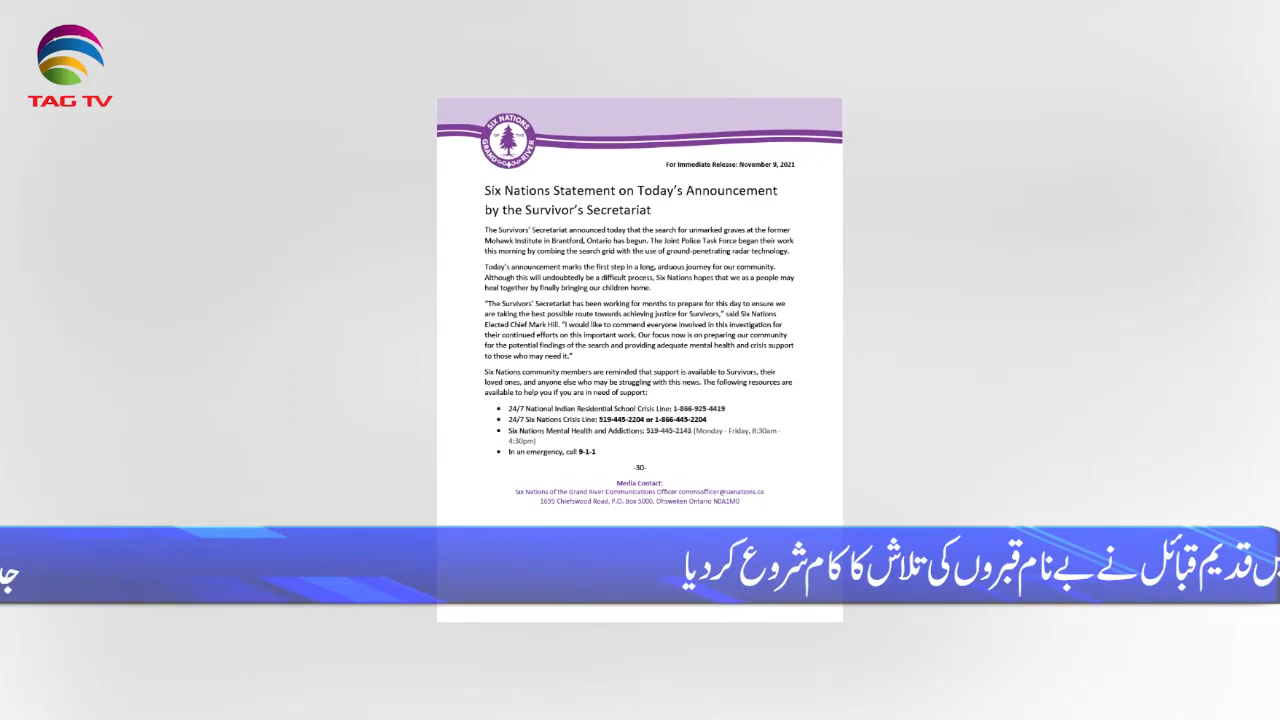 TAG TV
SIX NATIONS
OF THE
GRAND RIVER
For Immediate Release: November 9, 2021
Six Nations Statement on Today's Announcement
by the Survivor's Secretariat
The Survivors' Secretariat announced today that the search for unmarked graves at the former
Mohawk Institute in Brantford, Ontario has begun. The Joint Police Task Force began their work
this morning by combing the search grid with the use of ground-penetrating radar technology.
Today's announcement marks the first step in a long, arduous journey for our community.
Although this will undoubtedly be a difficult process, Six Nations hopes that we as a people may
heal together by finally bringing our children home.
"The Survivors' Secretariat has been working for months to prepare for this day to ensure we
are taking the best possible route towards achieving justice for Survivors," said Six Nations
Elected Chief Mark Hill. "I would like to commend everyone involved in this investigation for
their continued efforts on this important work. Our focus now is on preparing our community
for the potential findings of the search and providing adequate mental health and crisis support
to those who may need it."
Six Nations community members are reminded that support is available to Survivors, their
loved ones, and anyone else who may be struggling with this news. The following resources are
available to help you if you are in need of support:
• 24/7 National Indian Residential School Crisis Line: 1-866-925-4419
• 24/7 Six Nations Crisis Line: 519-445-2204 or 1-866-445-2204
• Six Nations Mental Health and Addictions: 519-445-2143 (Monday - Friday, 8:30am -
4:30pm)
• In an emergency, call 9-1-1
-30-
Media Contact:
Six Nations of the Grand River Communications Officer commsofficer@sixnations.ca
1695 Chiefswood Road, P.O. Box 5000, Ohsweken Ontario N0A1M0
قدیم قبائل نے بے نام قبروں کی تلاش کا کام شروع کردیا